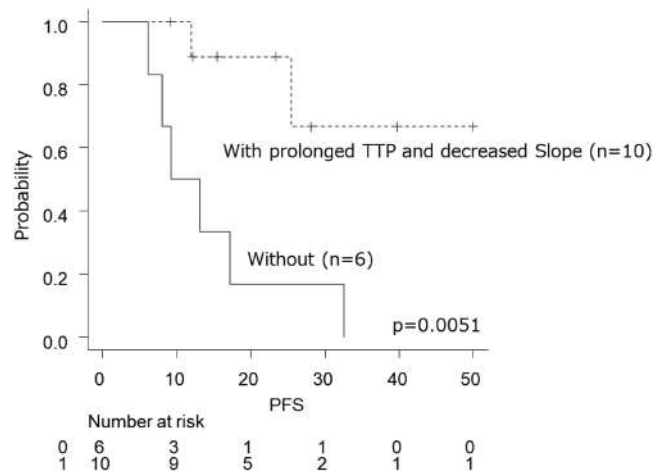 1.0
0.8
With prolonged TTP and decreased Slope (n=10)
0.6
Probability
0.4
Without (n=6)
0.2
p=0.0051
0.0
0 10 20 30 40 50
PFS
Number at risk
0 6 3 1 1 0 0
1 10 9 5 2 1 1